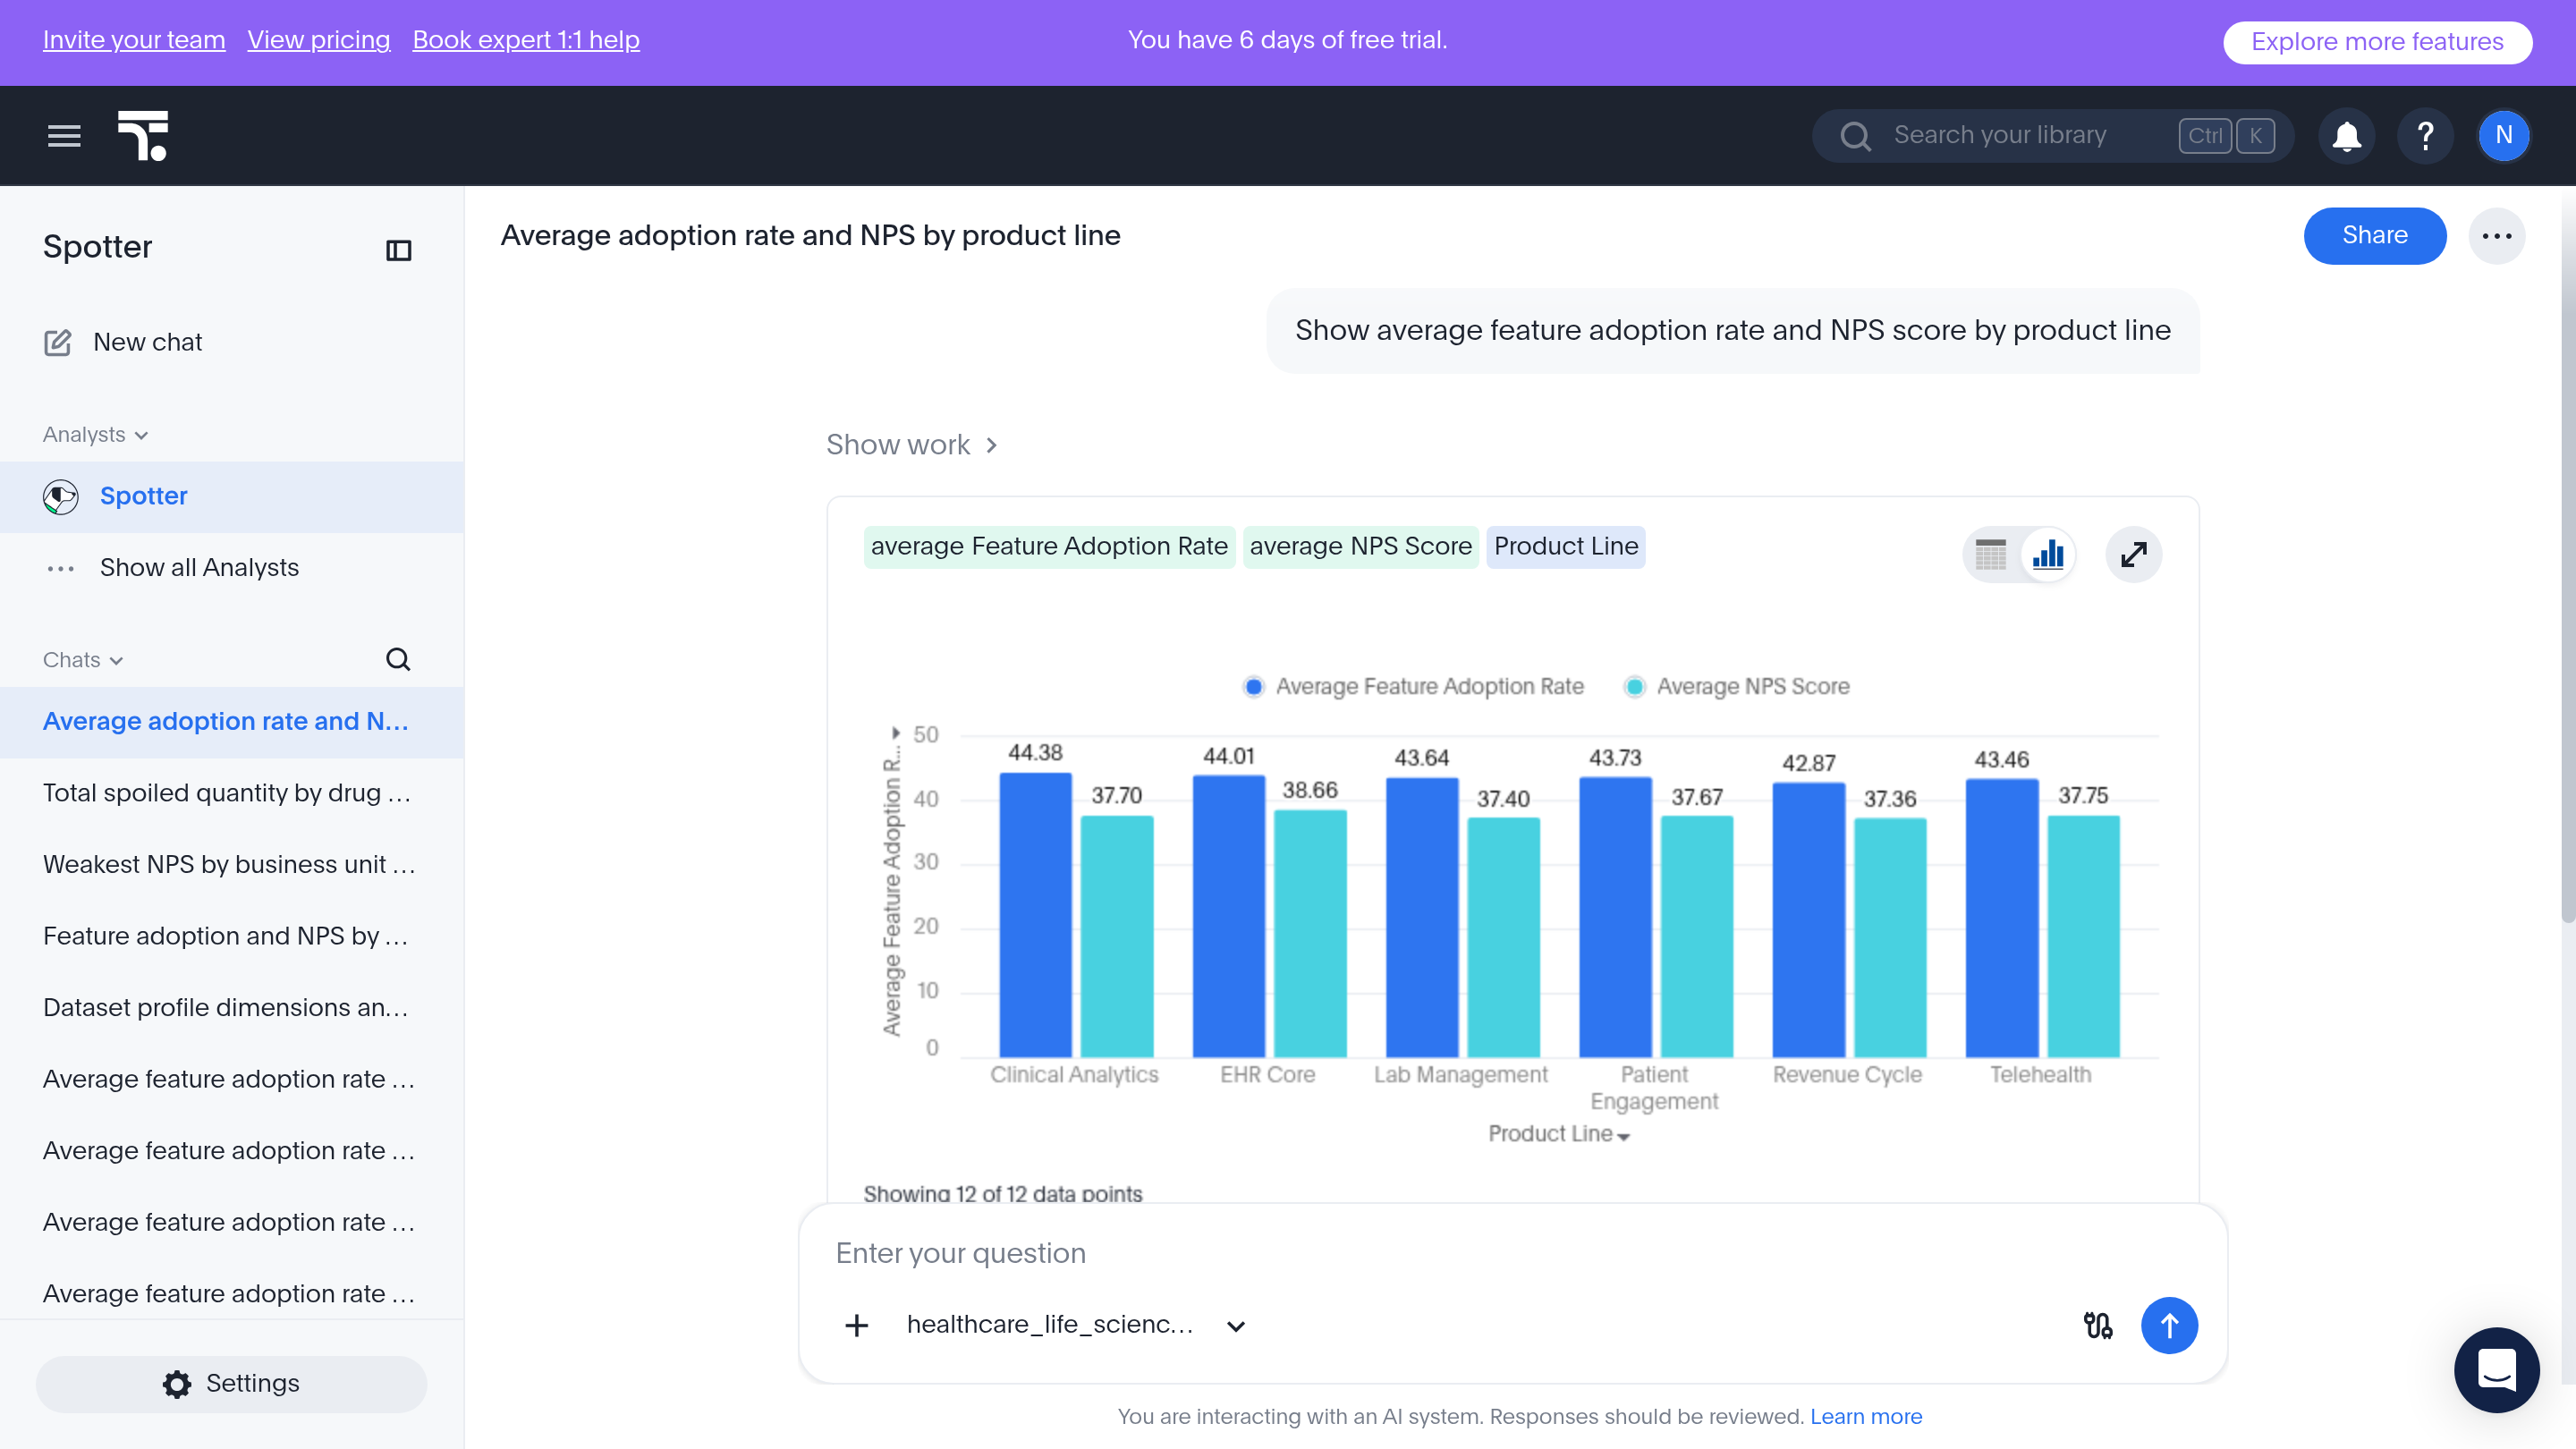 Invite your team View pricing Book expert 1:1 help
You have 6 days of free trial.
Explore more features
Search your library Ctrl K
N
Spotter
New chat
Analysts
Spotter
Show all Analysts
Chats
Average adoption rate and N...
Total spoiled quantity by drug ...
Weakest NPS by business unit ...
Feature adoption and NPS by ...
Dataset profile dimensions an...
Average feature adoption rate ...
Average feature adoption rate ...
Average feature adoption rate ...
Average feature adoption rate ...
Settings
Average adoption rate and NPS by product line
Share
Show average feature adoption rate and NPS score by product line
Show work
average Feature Adoption Rate average NPS Score Product Line
Average Feature Adoption Rate Average NPS Score
Average Feature Adoption R...
50
40
30
20
10
0
44.38 37.70 44.01 38.66 43.64 37.40 43.73 37.67 42.87 37.36 43.46 37.75
Clinical Analytics EHR Core Lab Management Patient Engagement Revenue Cycle Telehealth
Product Line
Showing 12 of 12 data points
Enter your question
healthcare_life_scienc...
You are interacting with an AI system. Responses should be reviewed. Learn more